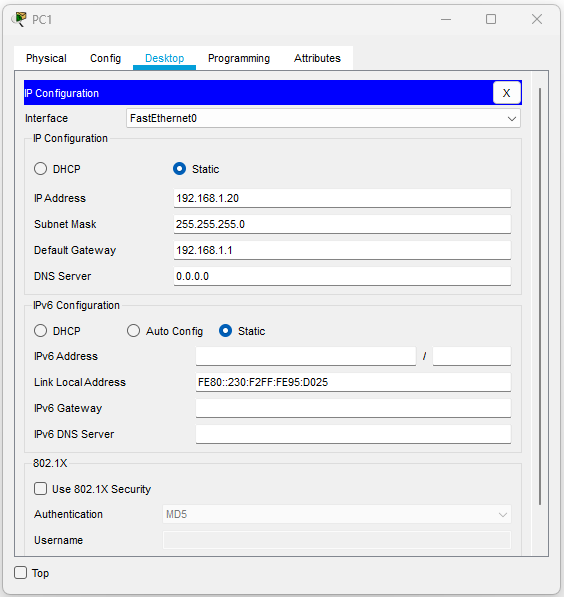 PC1
Physical Config Desktop Programming Attributes
IP Configuration X
Interface FastEthernet0
IP Configuration
DHCP Static
IP Address 192.168.1.20
Subnet Mask 255.255.255.0
Default Gateway 192.168.1.1
DNS Server 0.0.0.0
IPv6 Configuration
DHCP Auto Config Static
IPv6 Address /
Link Local Address FE80::230:F2FF:FE95:D025
IPv6 Gateway
IPv6 DNS Server
802.1X
Use 802.1X Security
Authentication MD5
Username
Top